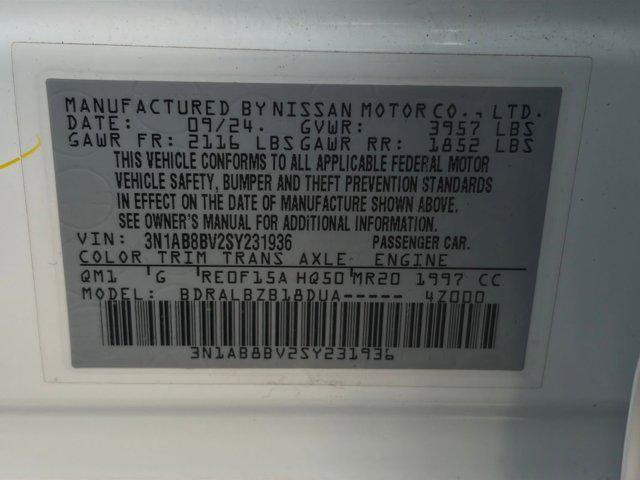 MANUFACTURED BY NISSAN MOTOR CO., LTD.
DATE: 09/24. GVWR: 3957 LBS
GAWR FR: 2116 LBS GAWR RR: 1852 LBS
THIS VEHICLE CONFORMS TO ALL APPLICABLE FEDERAL MOTOR
VEHICLE SAFETY, BUMPER AND THEFT PREVENTION STANDARDS
IN EFFECT ON THE DATE OF MANUFACTURE SHOWN ABOVE.
SEE OWNER'S MANUAL FOR ADDITIONAL INFORMATION.
VIN: 3N1AB8BV2SY231936 PASSENGER CAR.
COLOR TRIM TRANS AXLE ENGINE
QM1 G RE0F15A HQ50 MR20 1997 CC
MODEL: BDRALBZB18DUA----- 4Z000
3N1AB8BV2SY231936